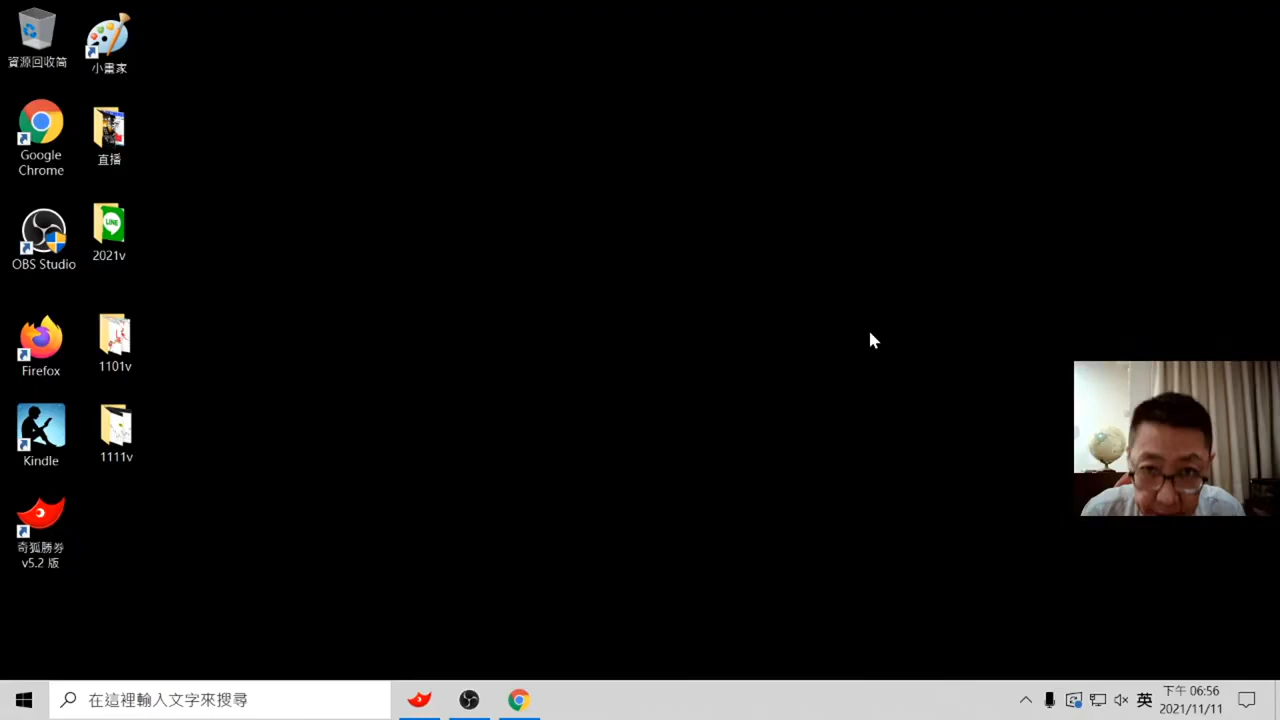 資源回收筒
小畫家
Google
Chrome
直播
OBS Studio
LINE
2021v
Firefox
1101v
Kindle
1111v
奇狐勝券
v5.2 版
在這裡輸入文字來搜尋
英
下午 06:56
2021/11/11